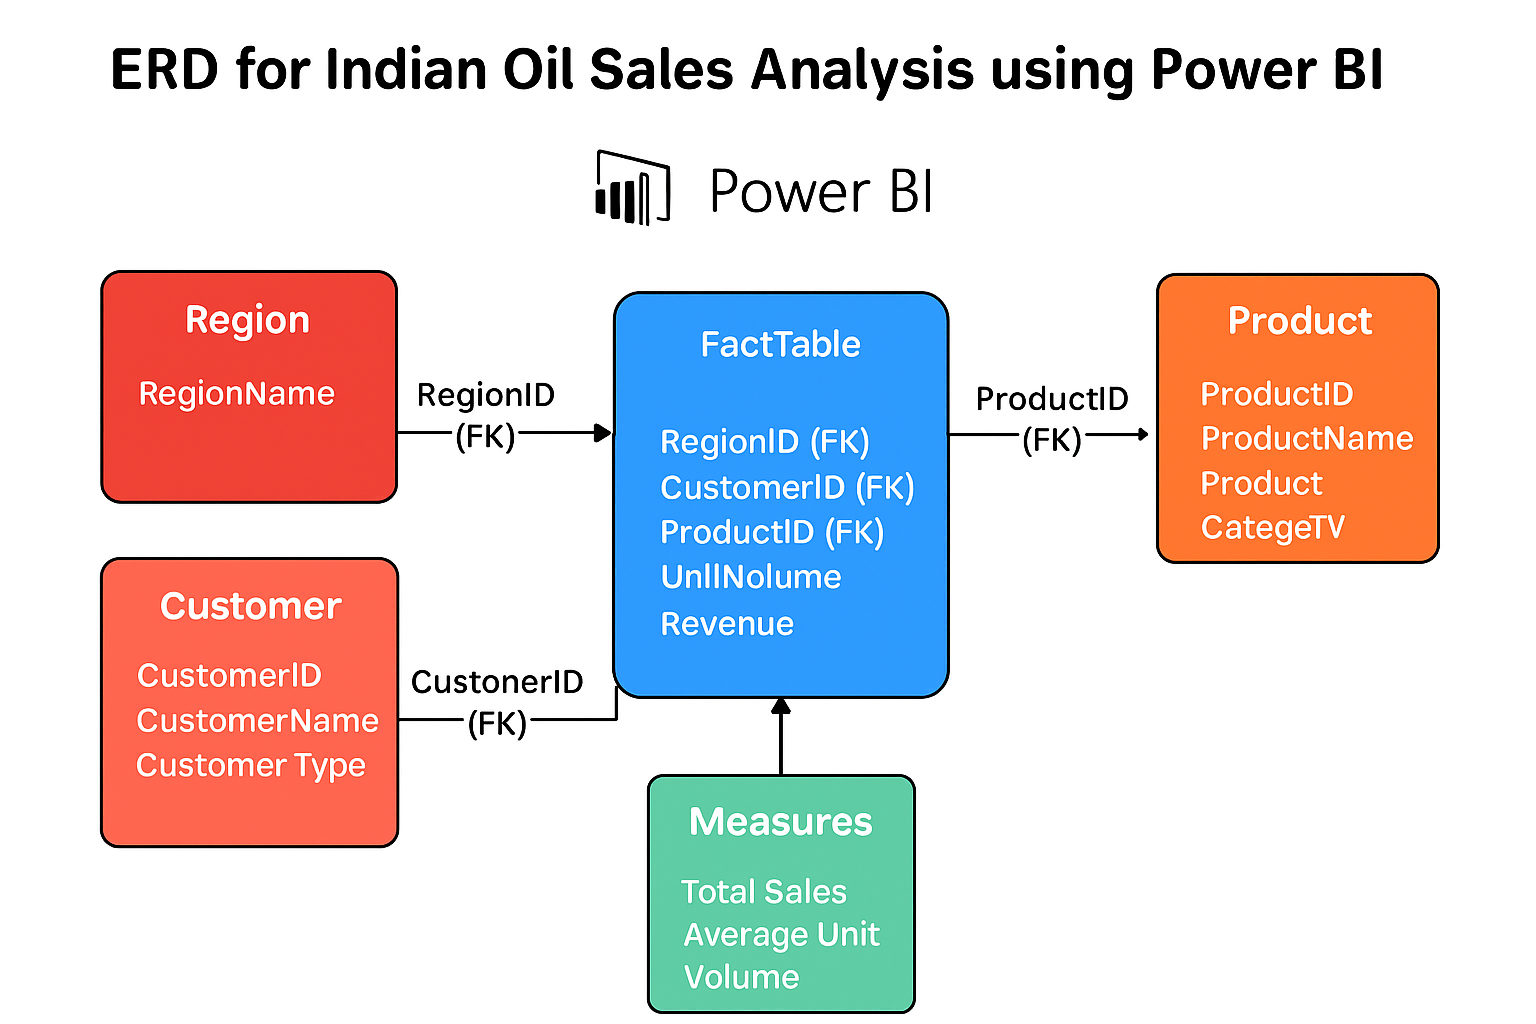 ERD for Indian Oil Sales Analysis using Power BI
Power BI
Region
RegionName
RegionID
(FK)
Customer
CustomerID
CustomerName
Customer Type
CustonerID
(FK)
FactTable
RegionID (FK)
CustomerID (FK)
ProductID (FK)
UnllNolume
Revenue
ProductID
(FK)
Product
ProductID
ProductName
Product
CategeTV
Measures
Total Sales
Average Unit
Volume